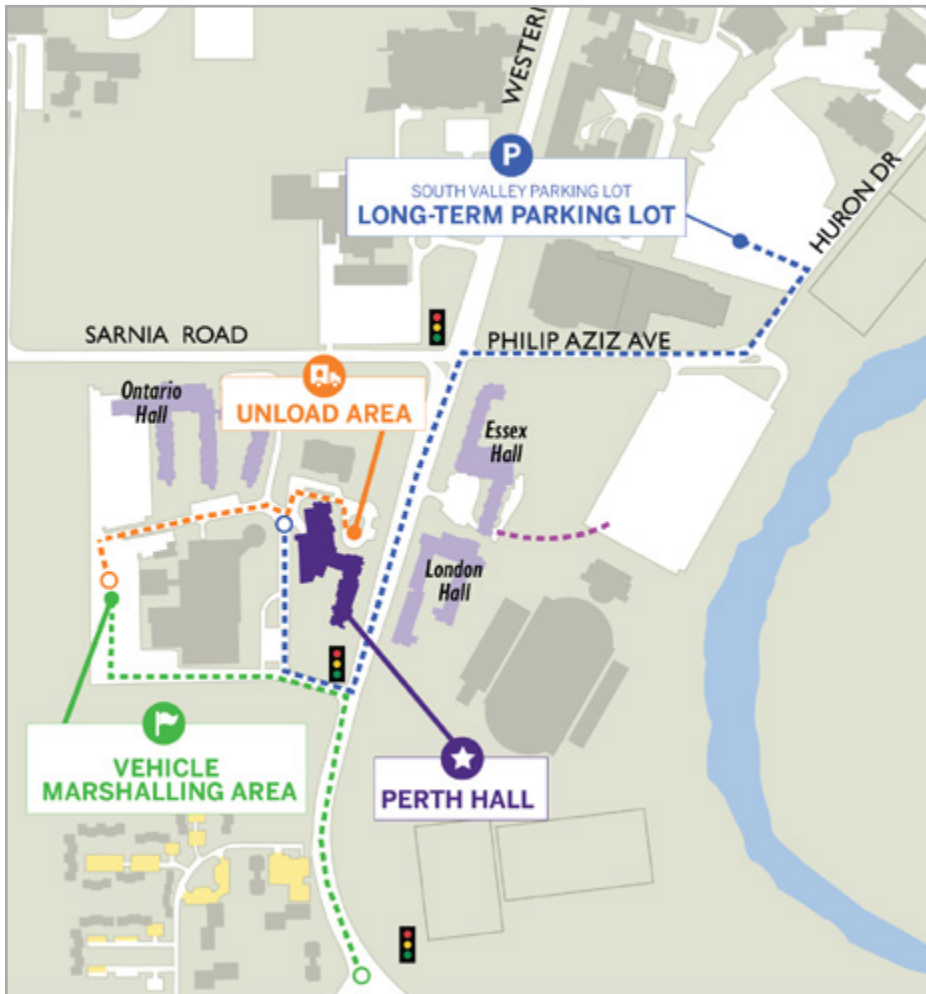 WESTERN
P
SOUTH VALLEY PARKING LOT
LONG-TERM PARKING LOT
HURON DR
SARNIA ROAD
PHILIP AZIZ AVE
UNLOAD AREA
Ontario
Hall
Essex
Hall
London
Hall
VEHICLE
MARSHALLING AREA
PERTH HALL